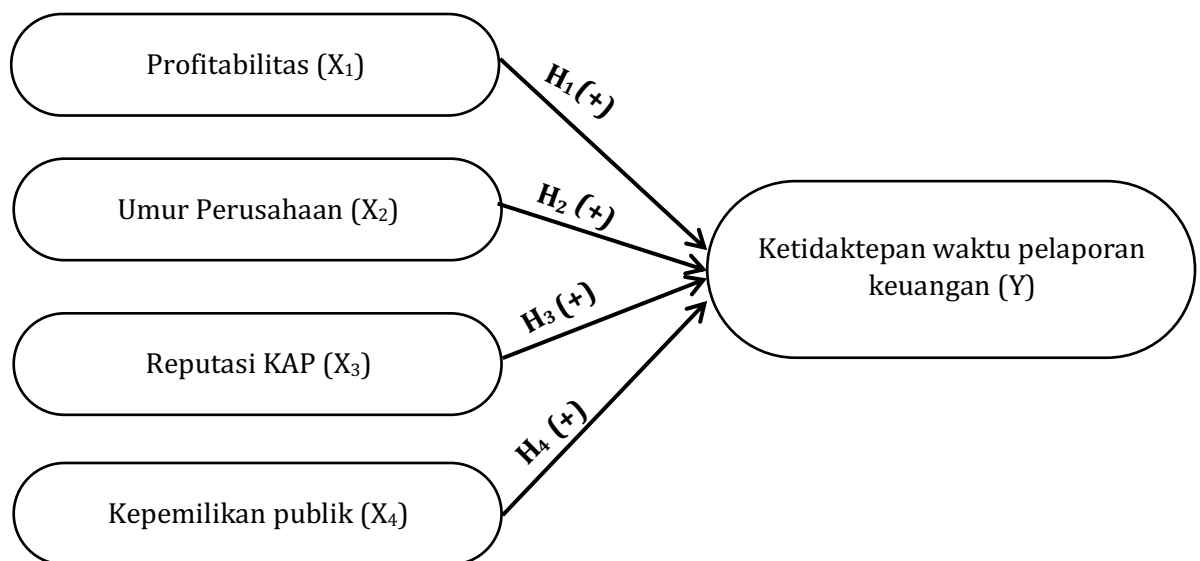 Profitabilitas (X₁)
H₁ (+)
Umur Perusahaan (X₂)
H₂ (+)
Ketidaktepan waktu pelaporan
keuangan (Y)
H₃ (+)
Reputasi KAP (X₃)
H₄ (+)
Kepemilikan publik (X₄)